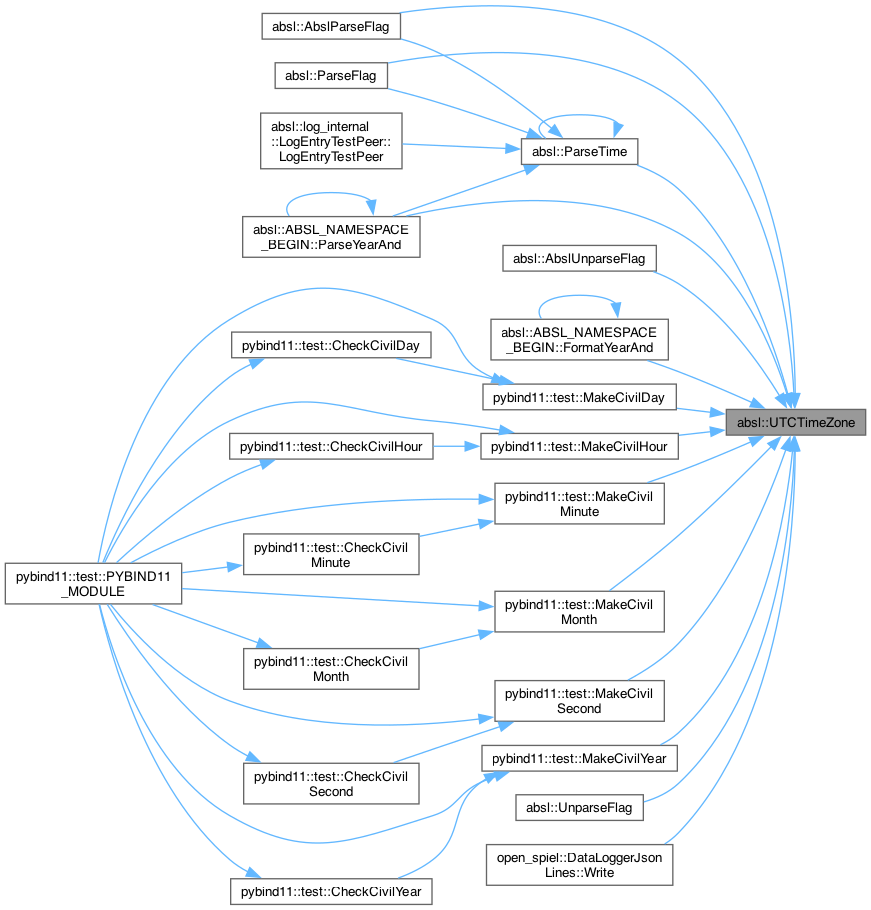 absl::AbslParseFlag
absl::ParseFlag
absl::log_internal
::LogEntryTestPeer::
LogEntryTestPeer
absl::ParseTime
absl::ABSL_NAMESPACE
_BEGIN::ParseYearAnd
absl::AbslUnparseFlag
absl::ABSL_NAMESPACE
_BEGIN::FormatYearAnd
pybind11::test::CheckCivilDay
pybind11::test::MakeCivilDay
absl::UTCTimeZone
pybind11::test::CheckCivilHour
pybind11::test::MakeCivilHour
pybind11::test::MakeCivil
Minute
pybind11::test::CheckCivil
Minute
pybind11::test::PYBIND11
_MODULE
pybind11::test::MakeCivil
Month
pybind11::test::CheckCivil
Month
pybind11::test::MakeCivil
Second
pybind11::test::MakeCivilYear
pybind11::test::CheckCivil
Second
absl::UnparseFlag
open_spiel::DataLoggerJson
Lines::Write
pybind11::test::CheckCivilYear